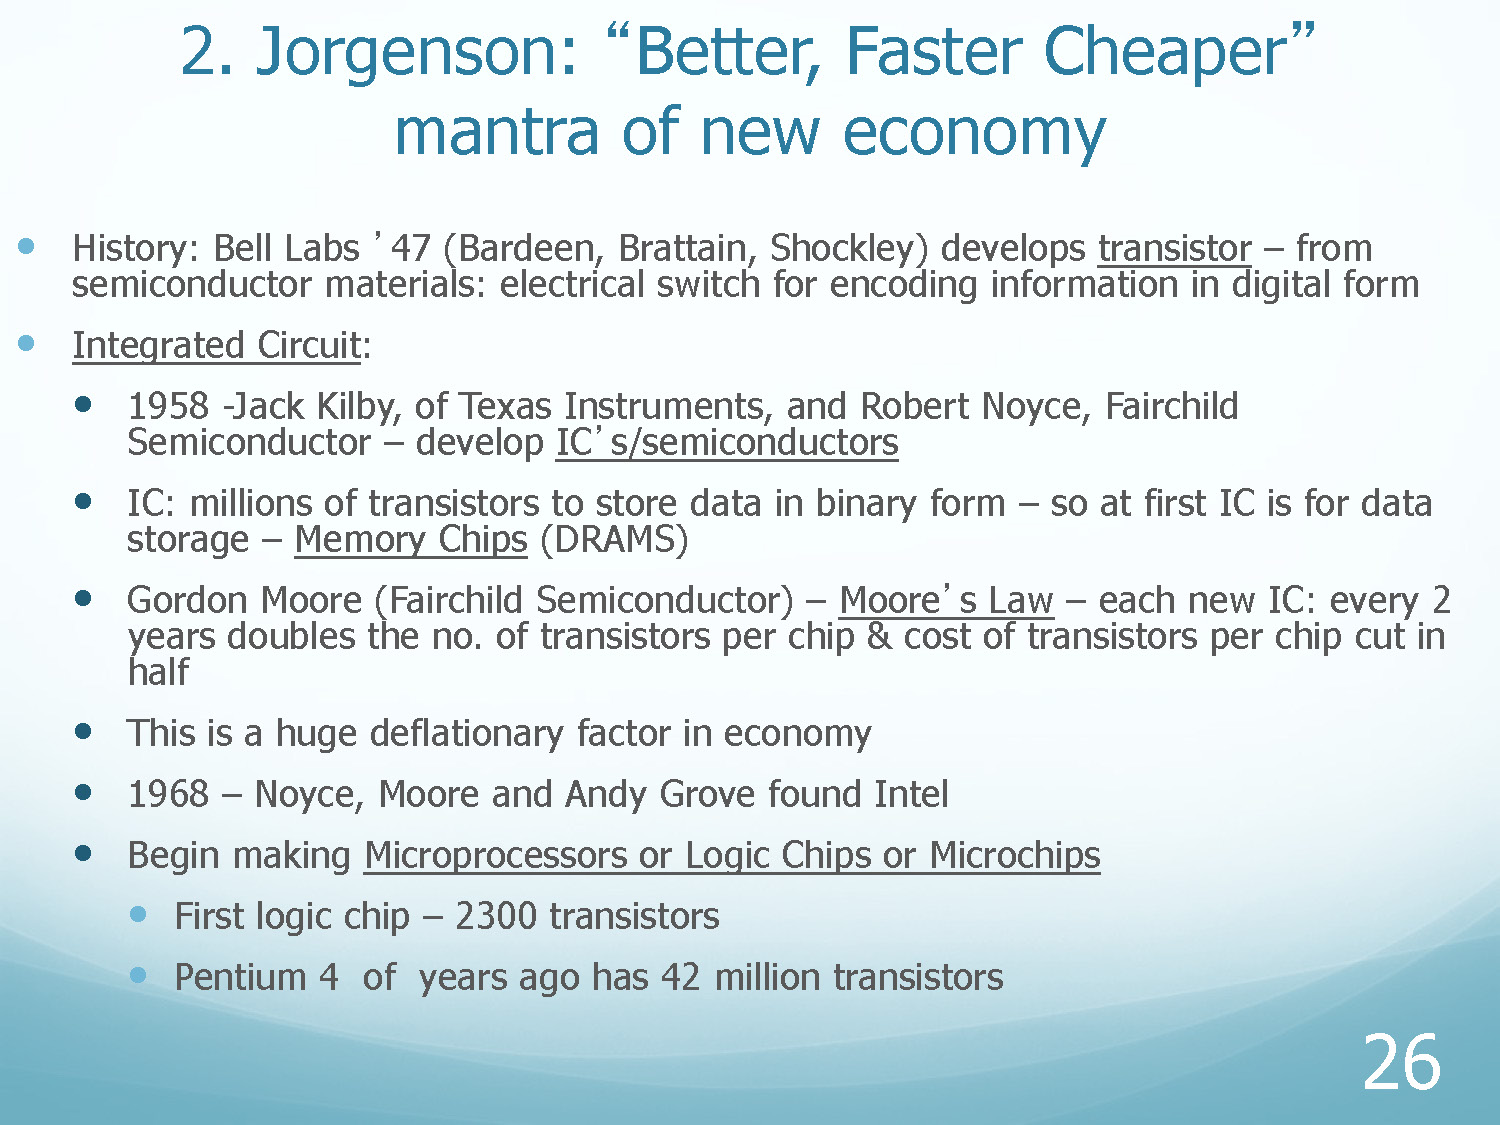 2. Jorgenson: “Better, Faster Cheaper”
mantra of new economy
• History: Bell Labs ’47 (Bardeen, Brattain, Shockley) develops transistor – from
semiconductor materials: electrical switch for encoding information in digital form
• Integrated Circuit:
• 1958 -Jack Kilby, of Texas Instruments, and Robert Noyce, Fairchild
Semiconductor – develop IC’s/semiconductors
• IC: millions of transistors to store data in binary form – so at first IC is for data
storage – Memory Chips (DRAMS)
• Gordon Moore (Fairchild Semiconductor) – Moore’s Law – each new IC: every 2
years doubles the no. of transistors per chip & cost of transistors per chip cut in
half
• This is a huge deflationary factor in economy
• 1968 – Noyce, Moore and Andy Grove found Intel
• Begin making Microprocessors or Logic Chips or Microchips
• First logic chip – 2300 transistors
• Pentium 4 of years ago has 42 million transistors
26